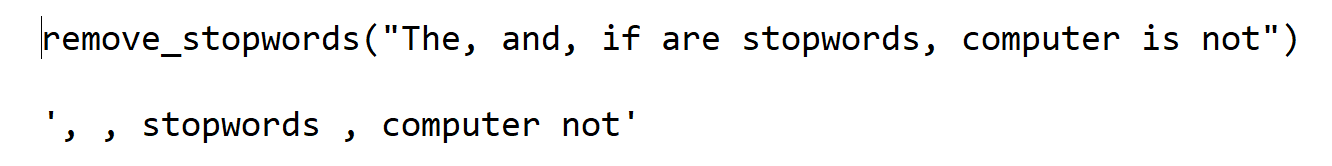 remove_stopwords("The, and, if are stopwords, computer is not")
', , stopwords , computer not'